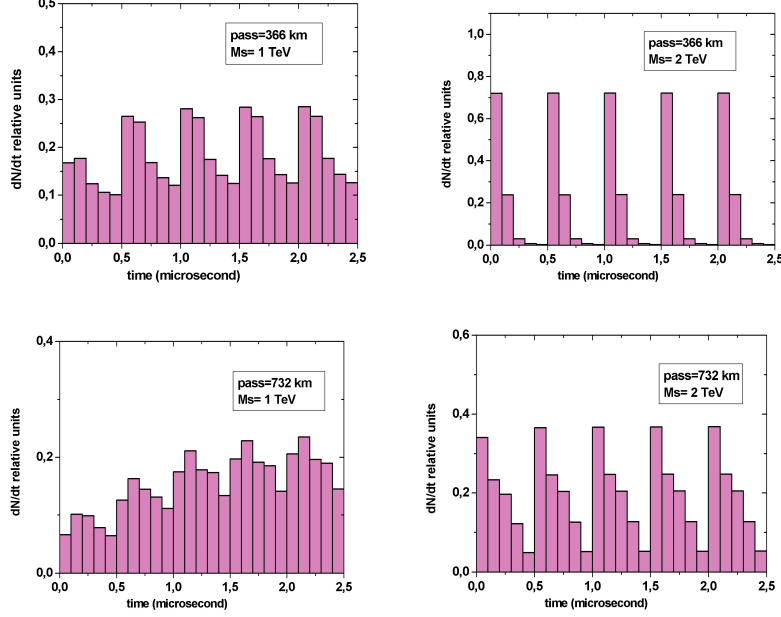 0,5
pass=366 km
Ms= 1 TeV
0,3
0,2
0,1
0,0
dN/dt relative units
0,0 0,5 1,0 1,5 2,0 2,5
time (microsecond)
1,0
pass=366 km
Ms= 2 TeV
0,8
0,6
0,4
0,2
0,0
dN/dt relative units
0,0 0,5 1,0 1,5 2,0 2,5
time (microsecond)
0,4
pass=732 km
Ms= 1 TeV
0,2
0,0
dN/dt relative units
0,0 0,5 1,0 1,5 2,0 2,5
time (microsecond)
0,6
pass=732 km
Ms= 2 TeV
0,4
0,2
0,0
dN/dt relative units
0,0 0,5 1,0 1,5 2,0 2,5
time (microsecond)